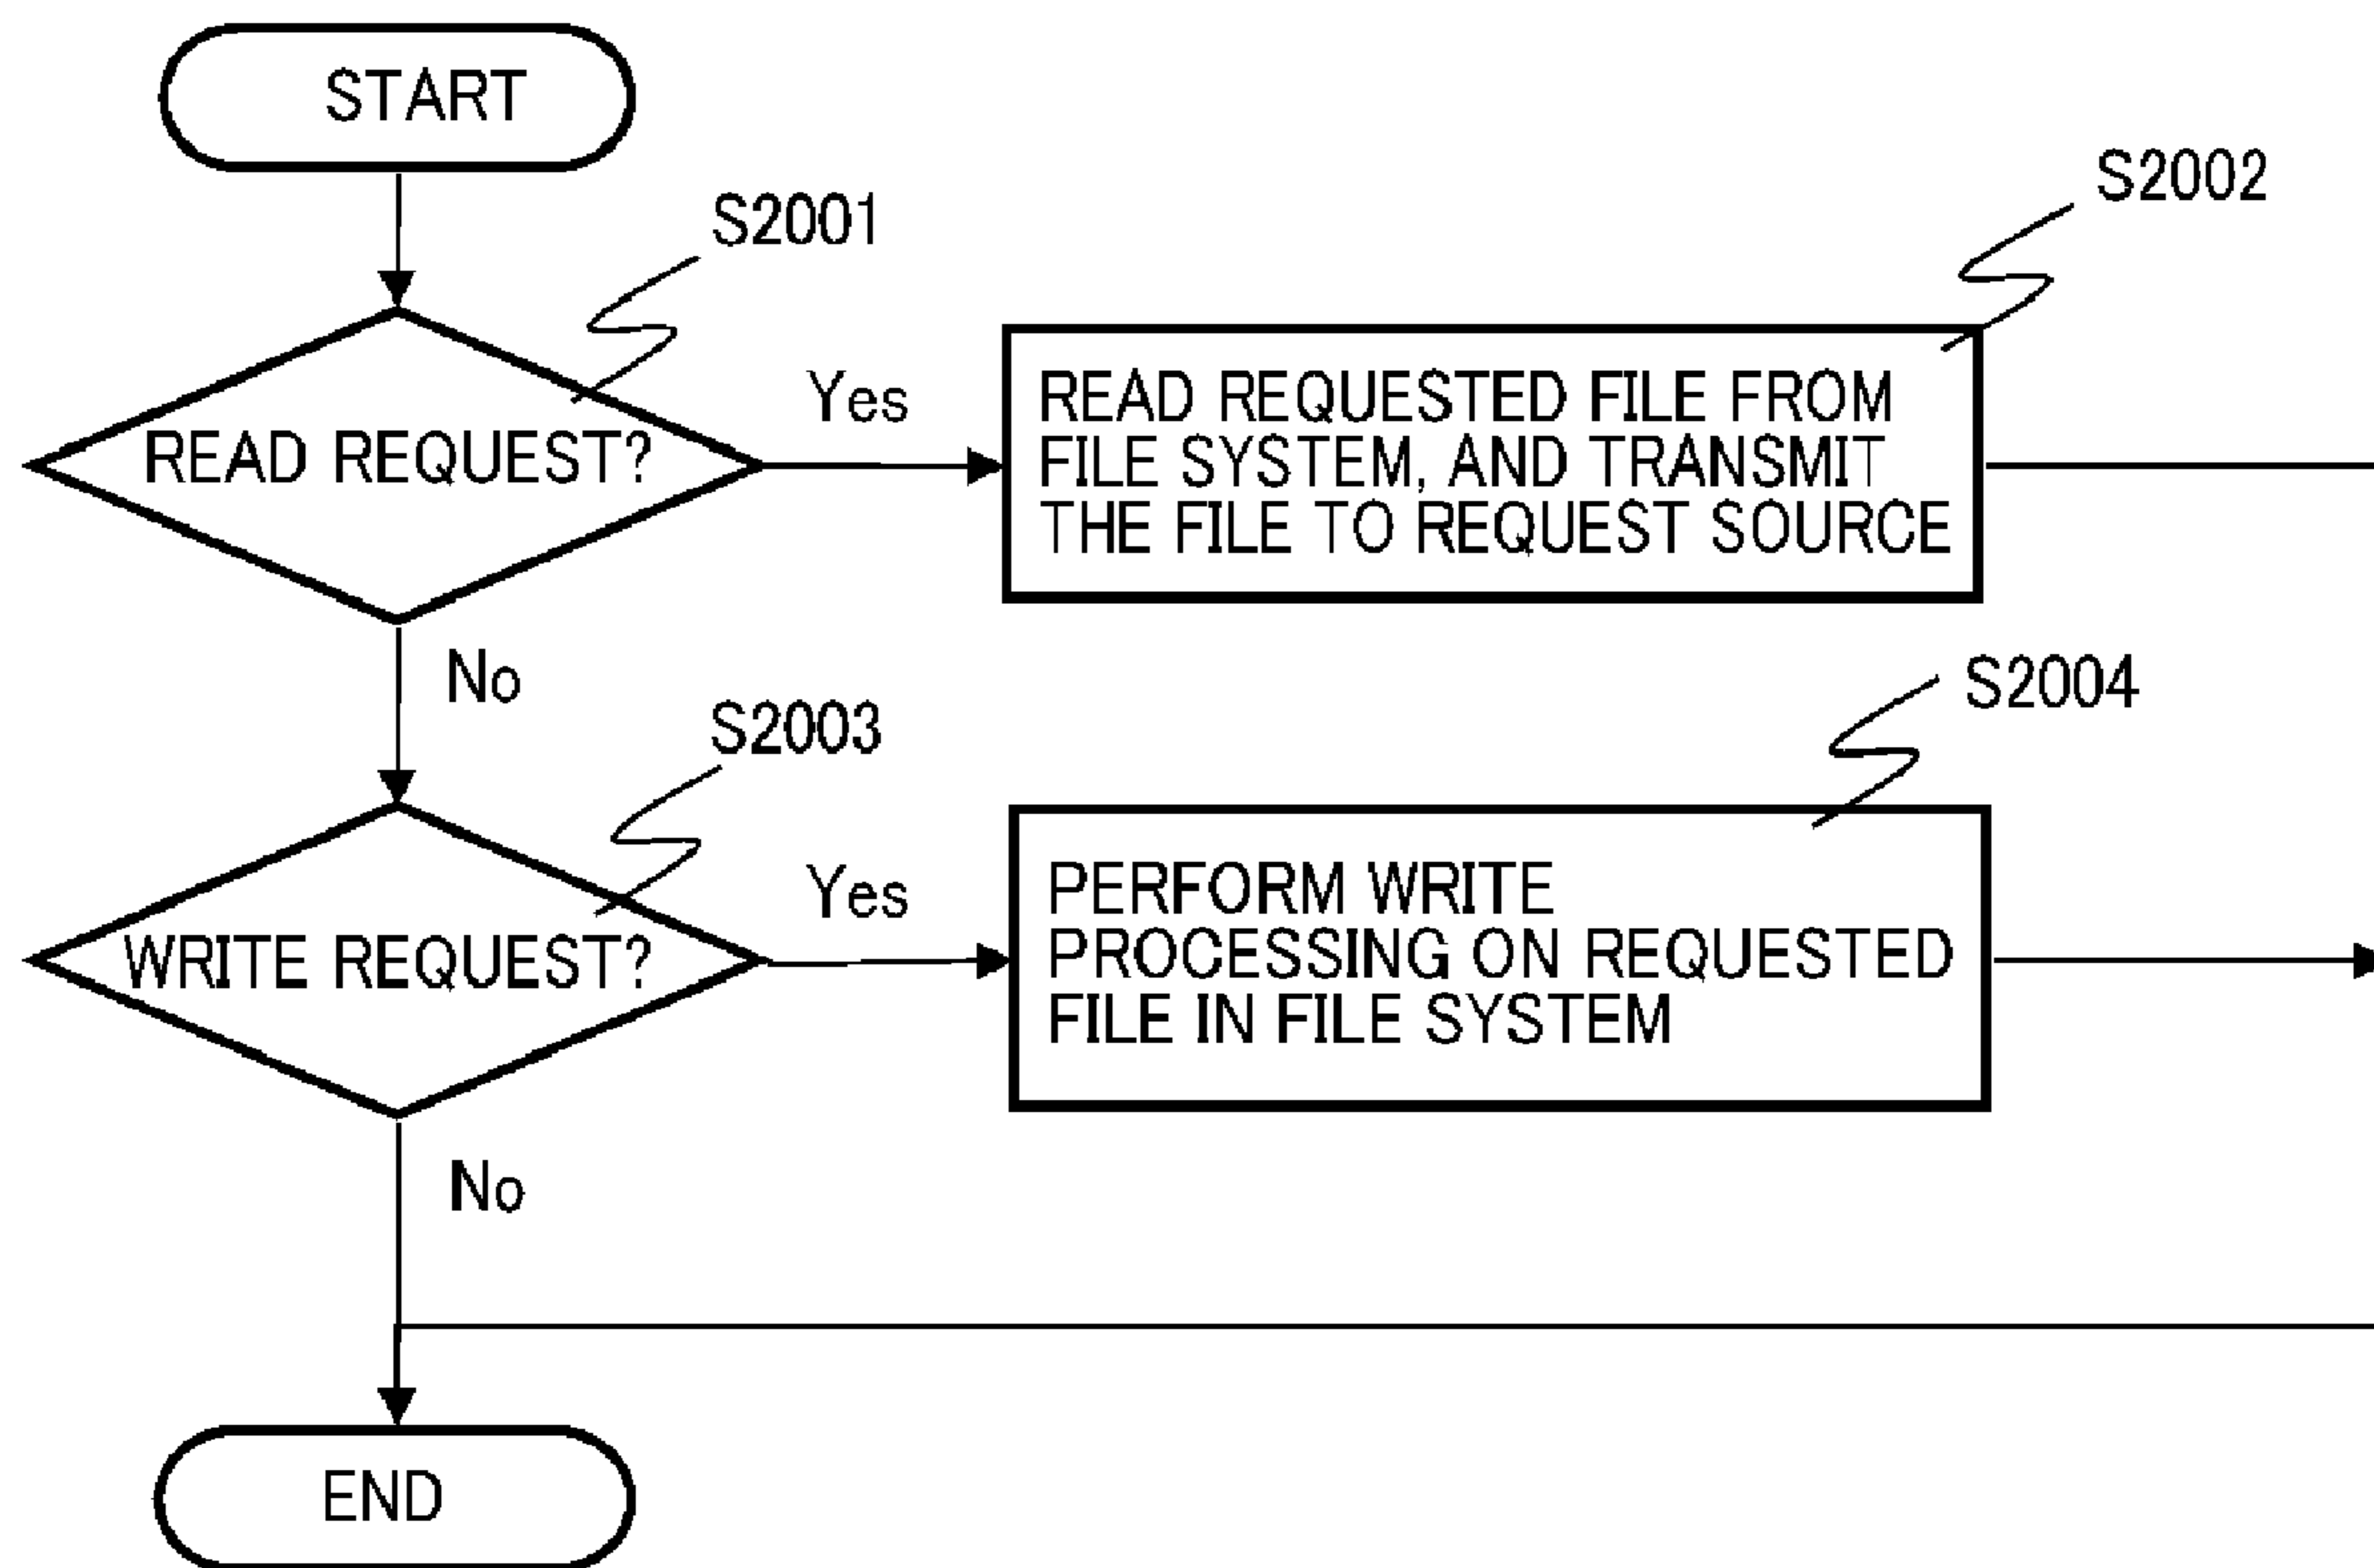 START
S2001
S2002
READ REQUEST?
Yes
READ REQUESTED FILE FROM
FILE SYSTEM, AND TRANSMIT
THE FILE TO REQUEST SOURCE
No
S2003
S2004
WRITE REQUEST?
Yes
PERFORM WRITE
PROCESSING ON REQUESTED
FILE IN FILE SYSTEM
No
END